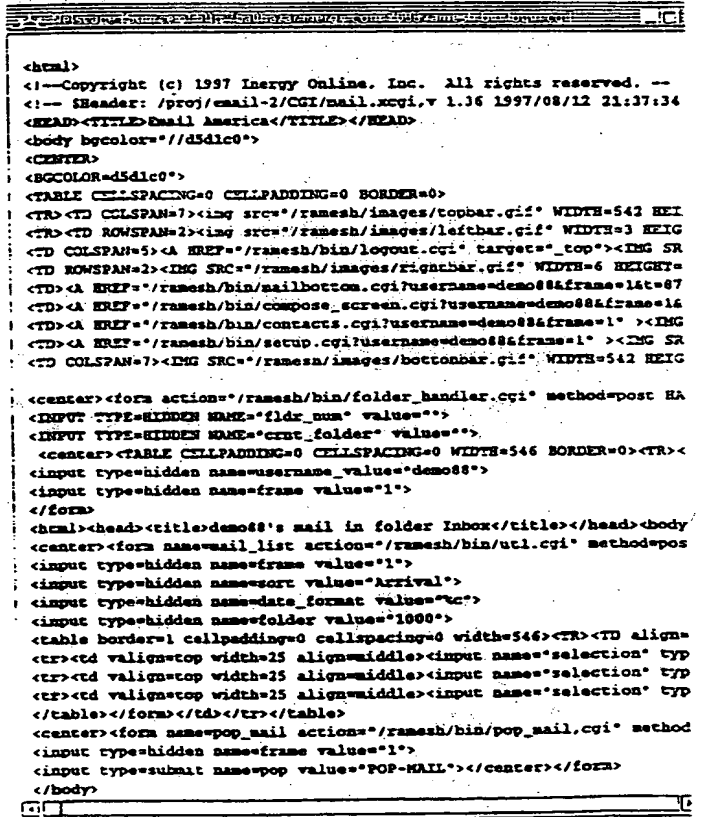 <html>
<!--Copyright (c) 1997 Inergy Online, Inc.  All rights reserved. --
<!-- $Header: /proj/email-2/CGI/mail.xcgi,v 1.36 1997/08/12 21:37:34
<HEAD><TITLE>Email America</TITLE></HEAD>
<body bgcolor="//d5d1c0">
<CENTER>
<BGCOLOR=d5d1c0">
<TABLE CELLSPACING=0 CELLPADDING=0 BORDER=0>
<TR><TD COLSPAN=7><img src="/ramesh/images/topbar.gif" WIDTH=542 HEI
<TR><TD ROWSPAN=2><img src="/ramesh/images/leftbar.gif" WIDTH=3 HEIG
<TD COLSPAN=5><A HREF="/ramesh/bin/logout.cgi" target="_top"><IMG SR
<TD ROWSPAN=2><IMG SRC="/ramesh/images/rightbar.gif" WIDTH=6 HEIGHT=
<TD><A HREF="/ramesh/bin/mailbottom.cgi?username=demo88&frame=1&t=87
<TD><A HREF="/ramesh/bin/compose_screen.cgi?username=demo88&frame=1&
<TD><A HREF="/ramesh/bin/contacts.cgi?username=demo88&frame=1" ><IMG
<TD><A HREF="/ramesh/bin/setup.cgi?username=demo88&frame=1" ><IMG SR
<TD COLSPAN=7><IMG SRC="/ramesh/images/bottonbar.gif" WIDTH=542 HEIG
<center><form action="/ramesh/bin/folder_handler.cgi" method=post HA
<INPUT TYPE=HIDDEN NAME="fldr_num" value="">
<INPUT TYPE=HIDDEN NAME="crnt_folder" value="">
<center><TABLE CELLPADDING=0 CELLSPACING=0 WIDTH=546 BORDER=0><TR><
<input type=hidden name=username_value="demo88">
<input type=hidden name=frame value="1">
</form>
<html><head><title>demo88's mail in folder Inbox</title></head><body
<center><form name=mail_list action="/ramesh/bin/utl.cgi" method=pos
<input type=hidden name=frame value="1">
<input type=hidden name=sort value="Arrival">
<input type=hidden name=date_format value="%c">
<input type=hidden name=folder value="1000">
<table border=1 cellpadding=0 cellspacing=0 width=546><TR><TD align=
<tr><td valign=top width=25 align=middle><input name="selection" typ
<tr><td valign=top width=25 align=middle><input name="selection" typ
<tr><td valign=top width=25 align=middle><input name="selection" typ
</table></form></td></tr></table>
<center><form name=pop_mail action="/ramesh/bin/pop_mail.cgi" method
<input type=hidden name=frame value="1">
<input type=submit name=pop value="POP-MAIL"></center></form>
</body>